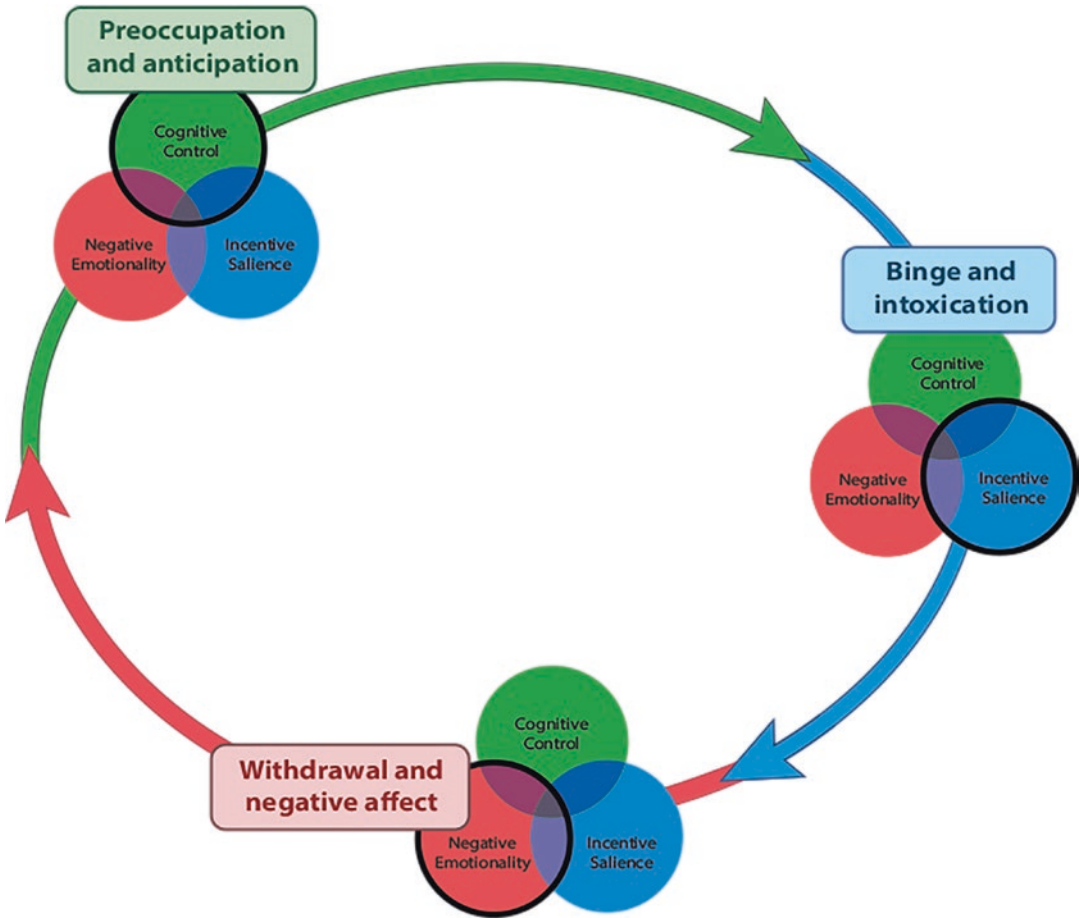 Preoccupation
and anticipation
Cognitive
Control
Negative
Emotionality
Incentive
Salience
Binge and
intoxication
Cognitive
Control
Negative
Emotionality
Incentive
Salience
Withdrawal and
negative affect
Cognitive
Control
Negative
Emotionality
Incentive
Salience